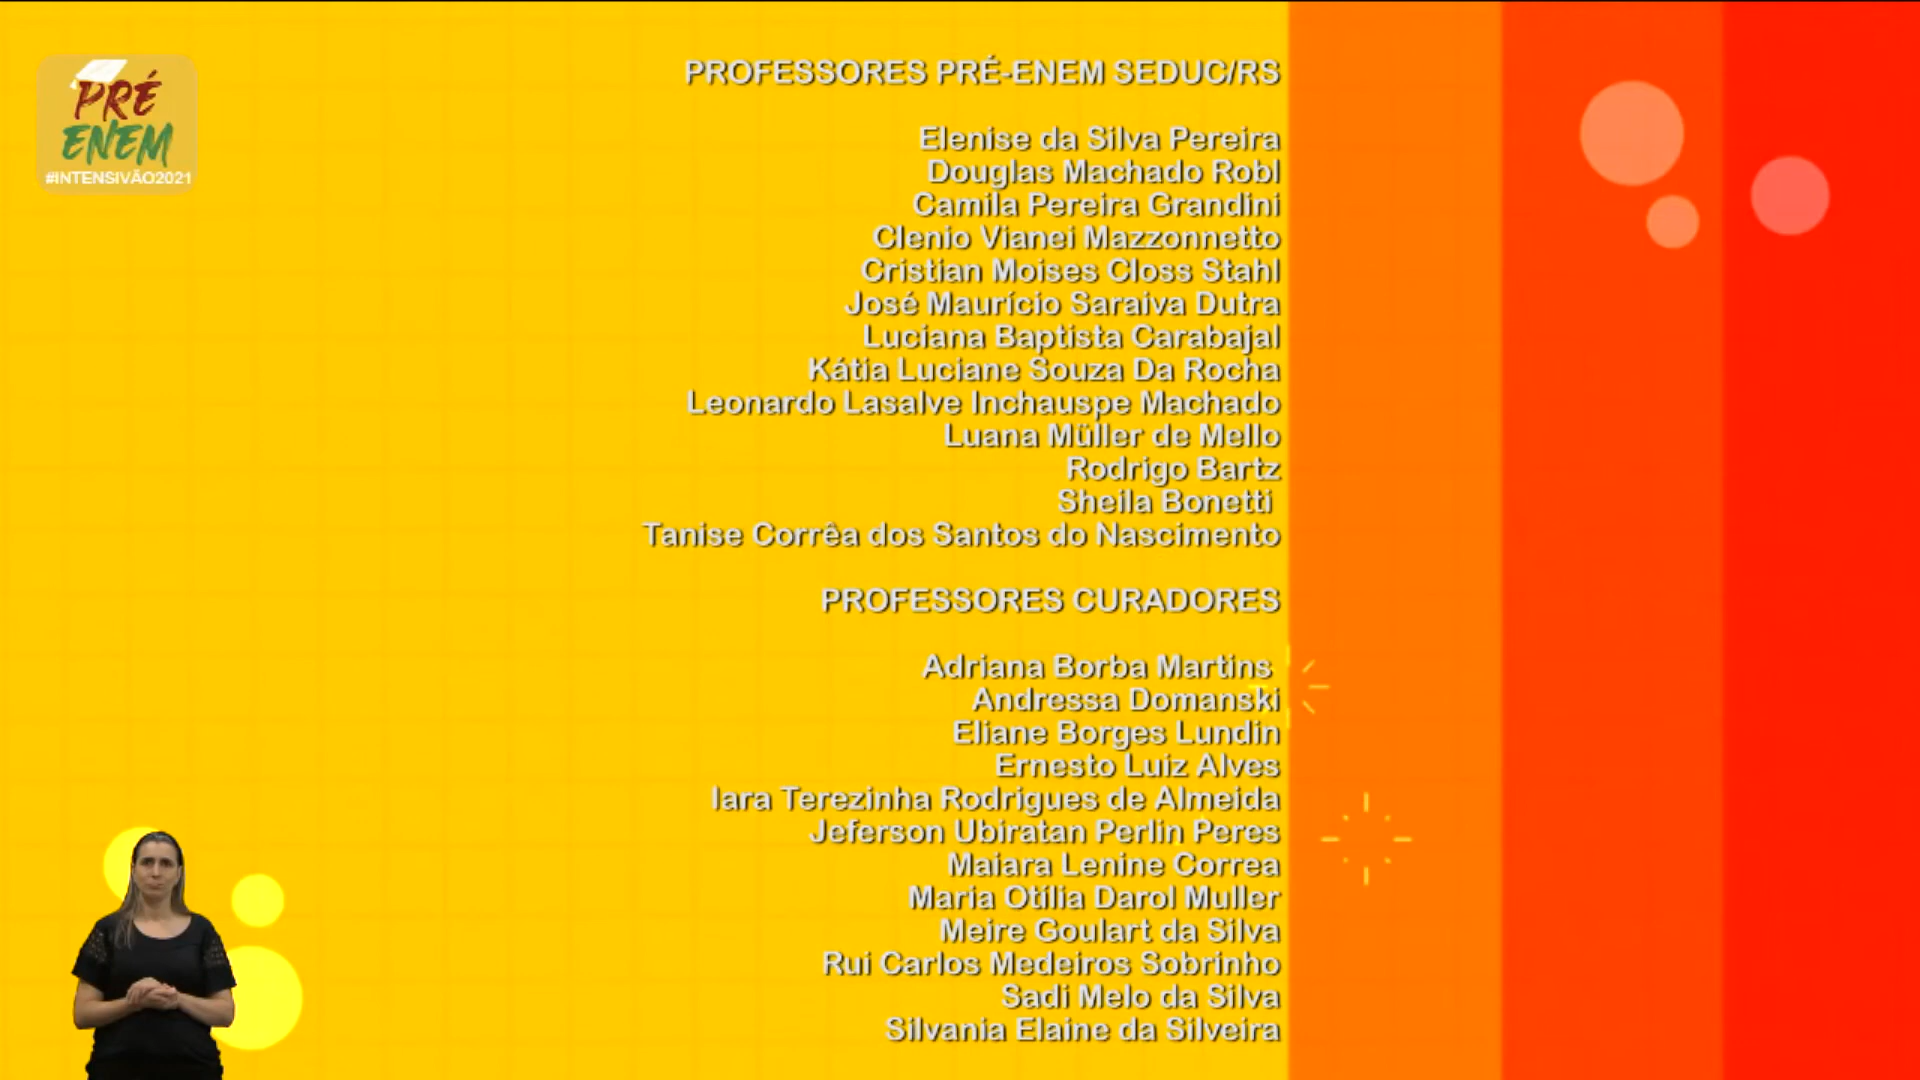 PRÉ
ENEM
#INTENSIVÃO2021
PROFESSORES PRÉ-ENEM SEDUC/RS
Elenise da Silva Pereira
Douglas Machado Robl
Camila Pereira Grandini
Clenio Vianei Mazzonnetto
Cristian Moises Closs Stahl
José Maurício Saraiva Dutra
Luciana Baptista Carabajal
Kátia Luciane Souza Da Rocha
Leonardo Lasalve Inchauspe Machado
Luana Müller de Mello
Rodrigo Bartz
Sheila Bonetti
Tanise Corrêa dos Santos do Nascimento
PROFESSORES CURADORES
Adriana Borba Martins
Andressa Domanski
Eliane Borges Lundin
Ernesto Luiz Alves
Iara Terezinha Rodrigues de Almeida
Jeferson Ubiratan Perlin Peres
Maiara Lenine Correa
Maria Otília Darol Muller
Meire Goulart da Silva
Rui Carlos Medeiros Sobrinho
Sadi Melo da Silva
Silvania Elaine da Silveira